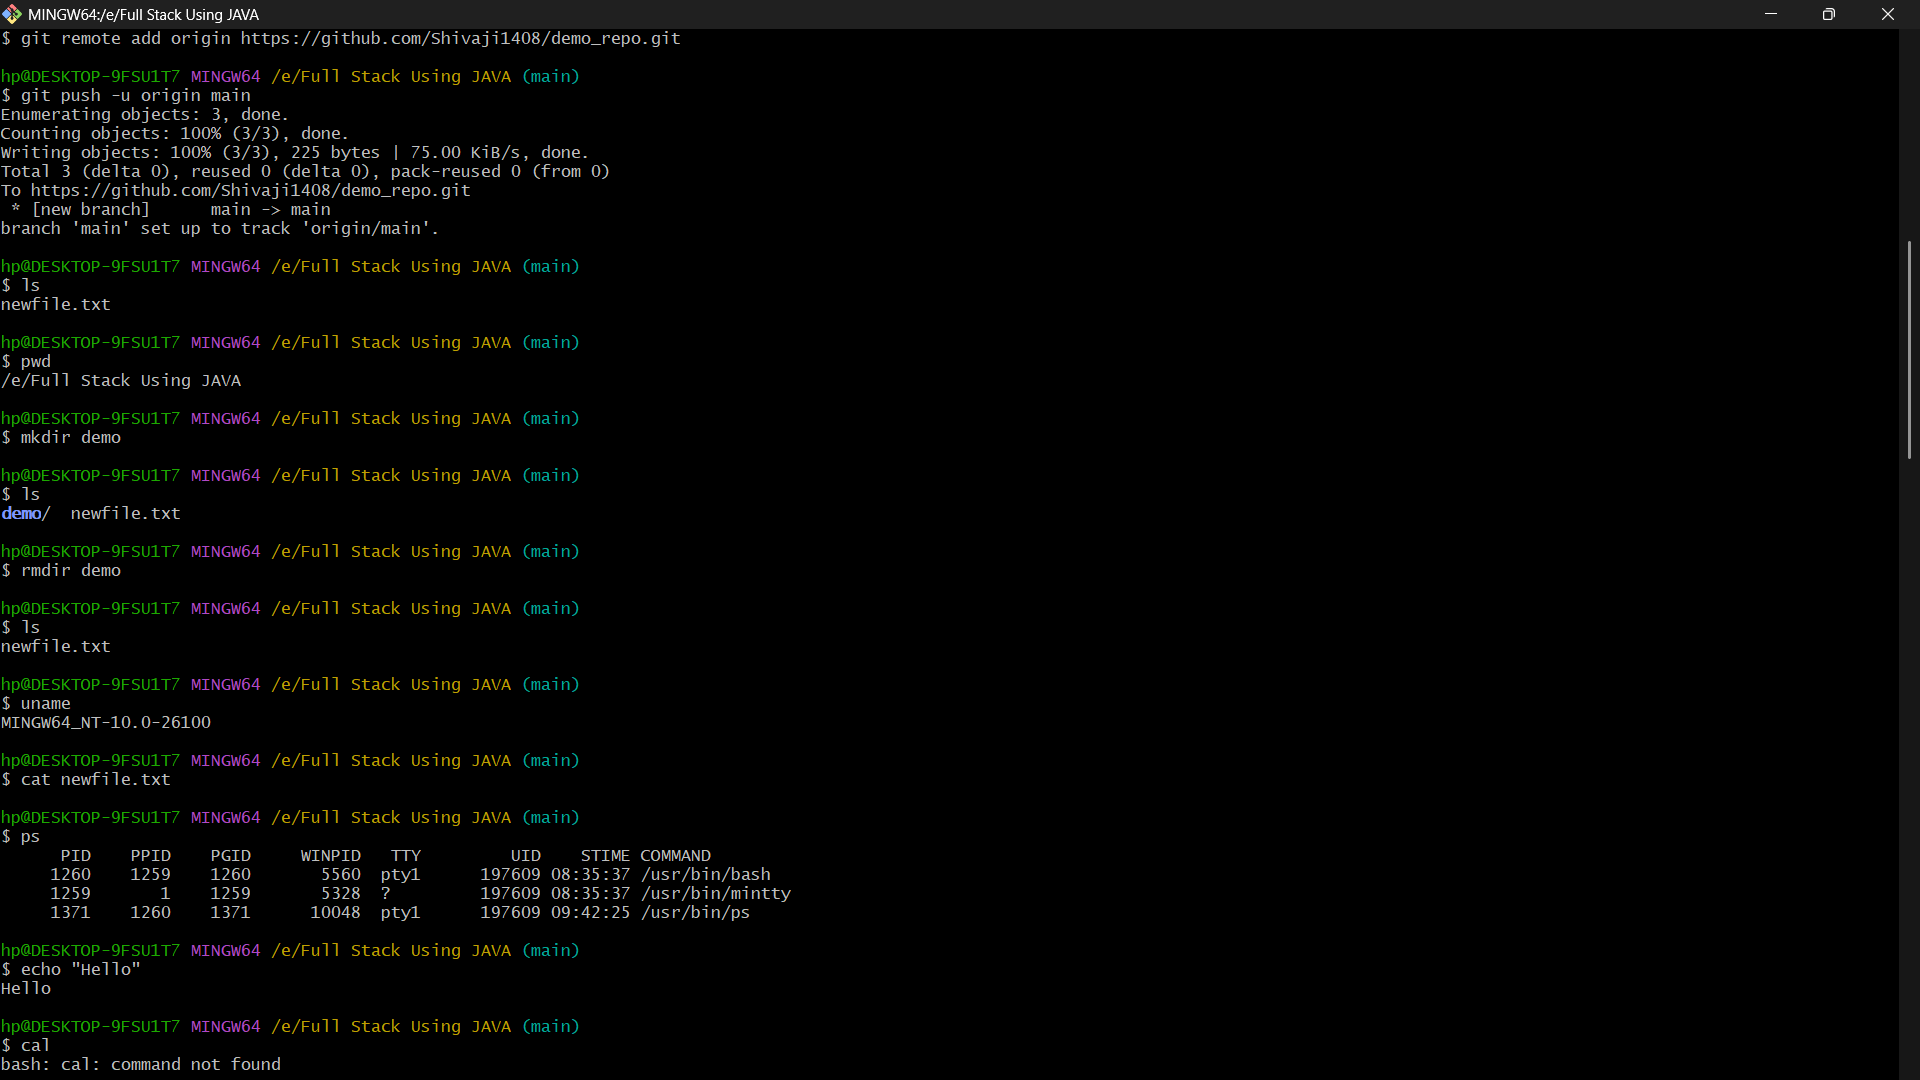 MINGW64:/e/Full Stack Using JAVA
$ git remote add origin https://github.com/Shivaji1408/demo_repo.git
hp@DESKTOP-9FSU1T7 MINGW64 /e/Full Stack Using JAVA (main)
$ git push -u origin main
Enumerating objects: 3, done.
Counting objects: 100% (3/3), done.
Writing objects: 100% (3/3), 225 bytes | 75.00 KiB/s, done.
Total 3 (delta 0), reused 0 (delta 0), pack-reused 0 (from 0)
To https://github.com/Shivaji1408/demo_repo.git
 * [new branch]      main -> main
branch 'main' set up to track 'origin/main'.
hp@DESKTOP-9FSU1T7 MINGW64 /e/Full Stack Using JAVA (main)
$ ls
newfile.txt
hp@DESKTOP-9FSU1T7 MINGW64 /e/Full Stack Using JAVA (main)
$ pwd
/e/Full Stack Using JAVA
hp@DESKTOP-9FSU1T7 MINGW64 /e/Full Stack Using JAVA (main)
$ mkdir demo
hp@DESKTOP-9FSU1T7 MINGW64 /e/Full Stack Using JAVA (main)
$ ls
demo/  newfile.txt
hp@DESKTOP-9FSU1T7 MINGW64 /e/Full Stack Using JAVA (main)
$ rmdir demo
hp@DESKTOP-9FSU1T7 MINGW64 /e/Full Stack Using JAVA (main)
$ ls
newfile.txt
hp@DESKTOP-9FSU1T7 MINGW64 /e/Full Stack Using JAVA (main)
$ uname
MINGW64_NT-10.0-26100
hp@DESKTOP-9FSU1T7 MINGW64 /e/Full Stack Using JAVA (main)
$ cat newfile.txt
hp@DESKTOP-9FSU1T7 MINGW64 /e/Full Stack Using JAVA (main)
$ ps
      PID    PPID    PGID     WINPID   TTY         UID    STIME COMMAND
     1260    1259    1260       5560  pty1      197609 08:35:37 /usr/bin/bash
     1259       1    1259       5328  ?         197609 08:35:37 /usr/bin/mintty
     1371    1260    1371      10048  pty1      197609 09:42:25 /usr/bin/ps
hp@DESKTOP-9FSU1T7 MINGW64 /e/Full Stack Using JAVA (main)
$ echo "Hello"
Hello
hp@DESKTOP-9FSU1T7 MINGW64 /e/Full Stack Using JAVA (main)
$ cal
bash: cal: command not found